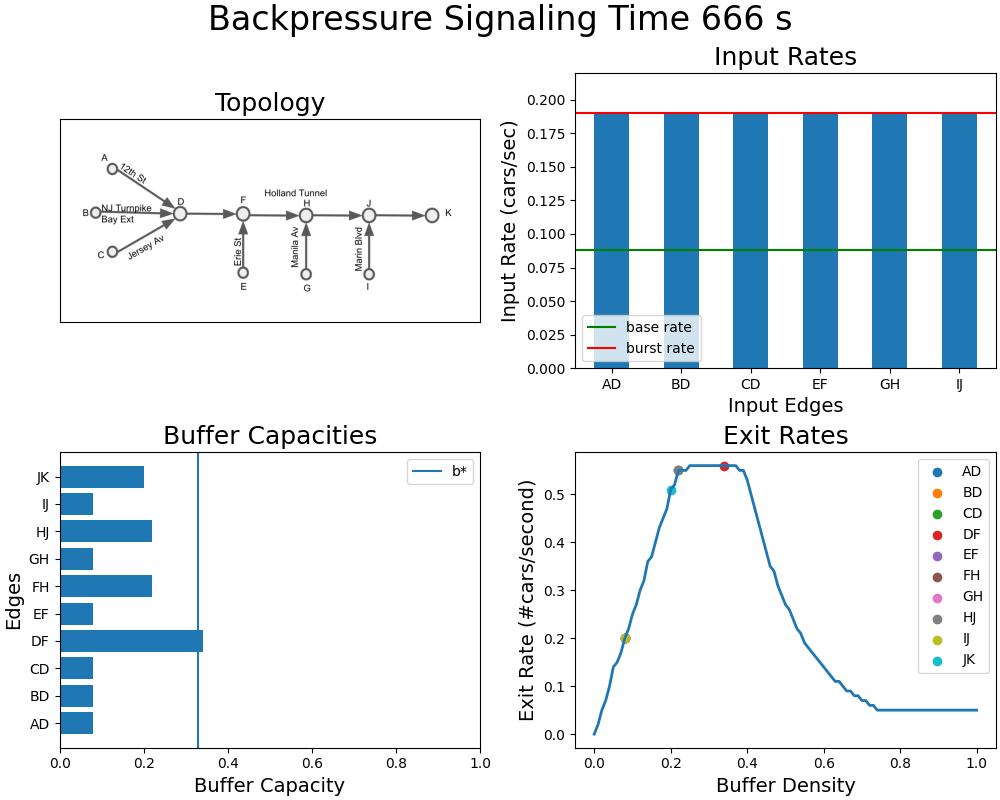 Backpressure Signaling Time 666 s
Topology
A
12th St
B
NJ Turnpike
Bay Ext
C
Jersey Av
D
F
Holland Tunnel
H
J
K
Erie St
Manila Av
Marin Blvd
E
G
I
Input Rates
Input Rate (cars/sec)
0.200
0.175
0.150
0.125
0.100
0.075
0.050
0.025
0.000
base rate
burst rate
AD BD CD EF GH IJ
Input Edges
Buffer Capacities
Edges
JK
IJ
HJ
GH
FH
EF
DF
CD
BD
AD
b*
0.0 0.2 0.4 0.6 0.8 1.0
Buffer Capacity
Exit Rates
Exit Rate (#cars/second)
0.5
0.4
0.3
0.2
0.1
0.0
AD
BD
CD
DF
EF
FH
GH
HJ
IJ
JK
0.0 0.2 0.4 0.6 0.8 1.0
Buffer Density